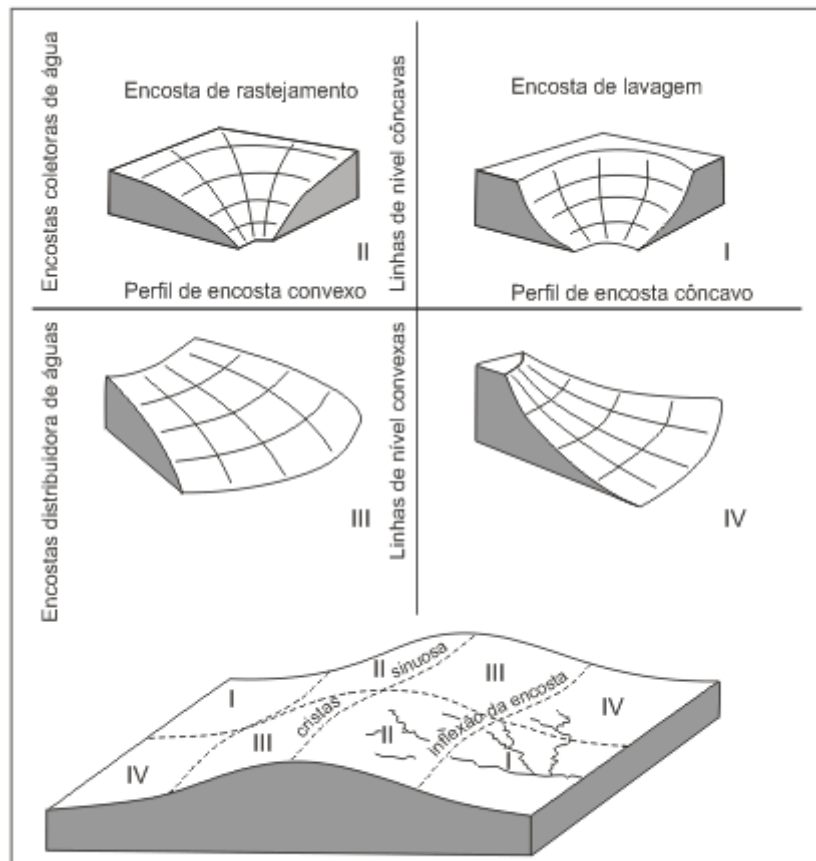 Encostas coletoras de água
Encosta de rastejamento
II
Perfil de encosta convexo
Linhas de nível côncavas
Encosta de lavagem
I
Perfil de encosta côncavo
Encostas distribuidora de águas
III
Linhas de nível convexas
IV
I
II
sinuosa
III
cristas
inflexão da encosta
IV
III
II
I
IV